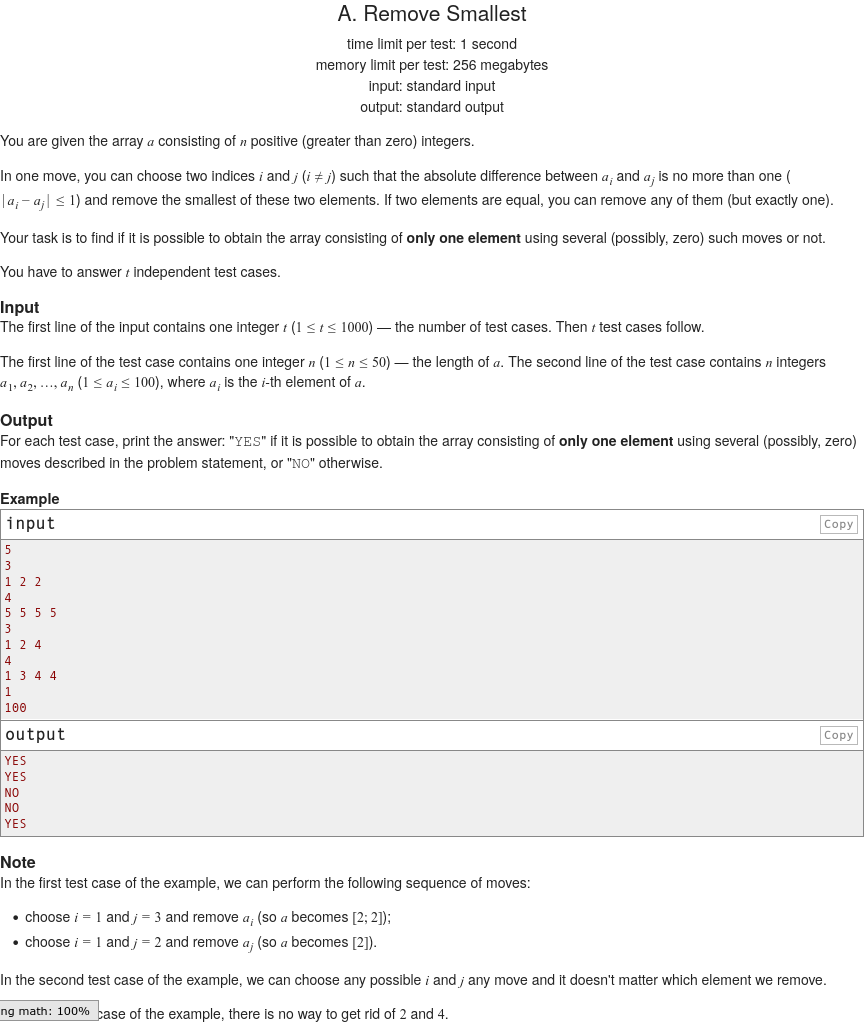 A. Remove Smallest
time limit per test: 1 second
memory limit per test: 256 megabytes
input: standard input
output: standard output
You are given the array a consisting of n positive (greater than zero) integers.
In one move, you can choose two indices i and j (i ≠ j) such that the absolute difference between a_i and a_j is no more than one (
|a_i − a_j| ≤ 1) and remove the smallest of these two elements. If two elements are equal, you can remove any of them (but exactly one).
Your task is to find if it is possible to obtain the array consisting of only one element using several (possibly, zero) such moves or not.
You have to answer t independent test cases.
Input
The first line of the input contains one integer t (1 ≤ t ≤ 1000) — the number of test cases. Then t test cases follow.
The first line of the test case contains one integer n (1 ≤ n ≤ 50) — the length of a. The second line of the test case contains n integers
a_1, a_2, …, a_n (1 ≤ a_i ≤ 100), where a_i is the i-th element of a.
Output
For each test case, print the answer: "YES" if it is possible to obtain the array consisting of only one element using several (possibly, zero)
moves described in the problem statement, or "NO" otherwise.
Example
input Copy
5
3
1 2 2
4
5 5 5 5
3
1 2 4
4
1 3 4 4
1
100
output Copy
YES
YES
NO
NO
YES
Note
In the first test case of the example, we can perform the following sequence of moves:
• choose i = 1 and j = 3 and remove a_i (so a becomes [2; 2]);
• choose i = 1 and j = 2 and remove a_j (so a becomes [2]).
In the second test case of the example, we can choose any possible i and j any move and it doesn't matter which element we remove.
ng math: 100% case of the example, there is no way to get rid of 2 and 4.